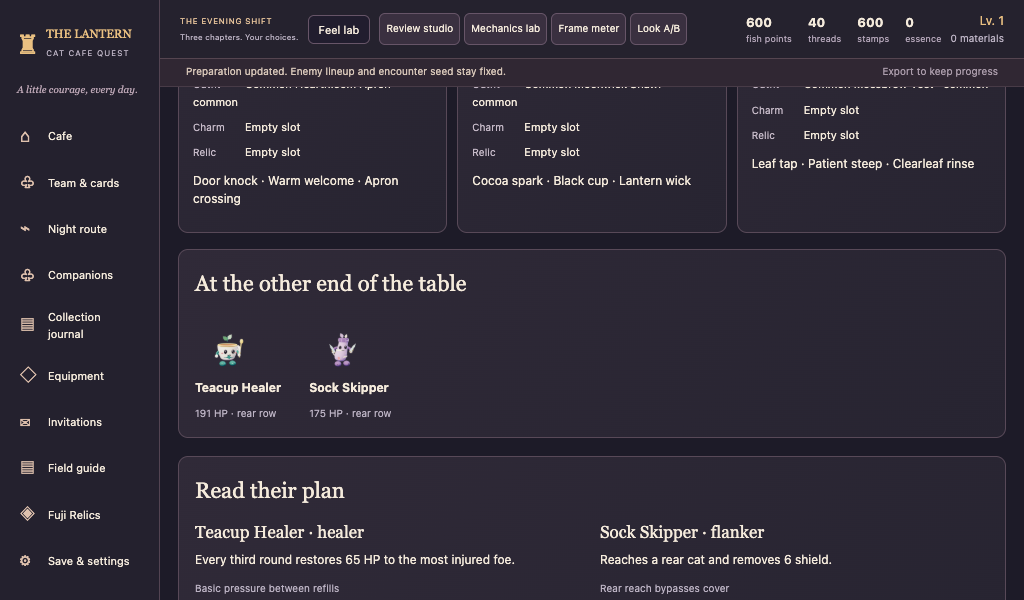 THE LANTERN
CAT CAFE QUEST
A little courage, every day.
Cafe
Team & cards
Night route
Companions
Collection
journal
Equipment
Invitations
Field guide
Fuji Relics
Save & settings
THE EVENING SHIFT
Three chapters. Your choices.
Feel lab
Review studio
Mechanics lab
Frame meter
Look A/B
600
fish points
40
threads
600
stamps
0
essence
Lv. 1
0 materials
Preparation updated. Enemy lineup and encounter seed stay fixed.
Export to keep progress
common
Charm Empty slot
Relic Empty slot
Door knock · Warm welcome · Apron
crossing
common
Charm Empty slot
Relic Empty slot
Cocoa spark · Black cup · Lantern wick
Charm Empty slot
Relic Empty slot
Leaf tap · Patient steep · Clearleaf rinse
At the other end of the table
Teacup Healer
191 HP · rear row
Sock Skipper
175 HP · rear row
Read their plan
Teacup Healer · healer
Every third round restores 65 HP to the most injured foe.
Basic pressure between refills
Sock Skipper · flanker
Reaches a rear cat and removes 6 shield.
Rear reach bypasses cover